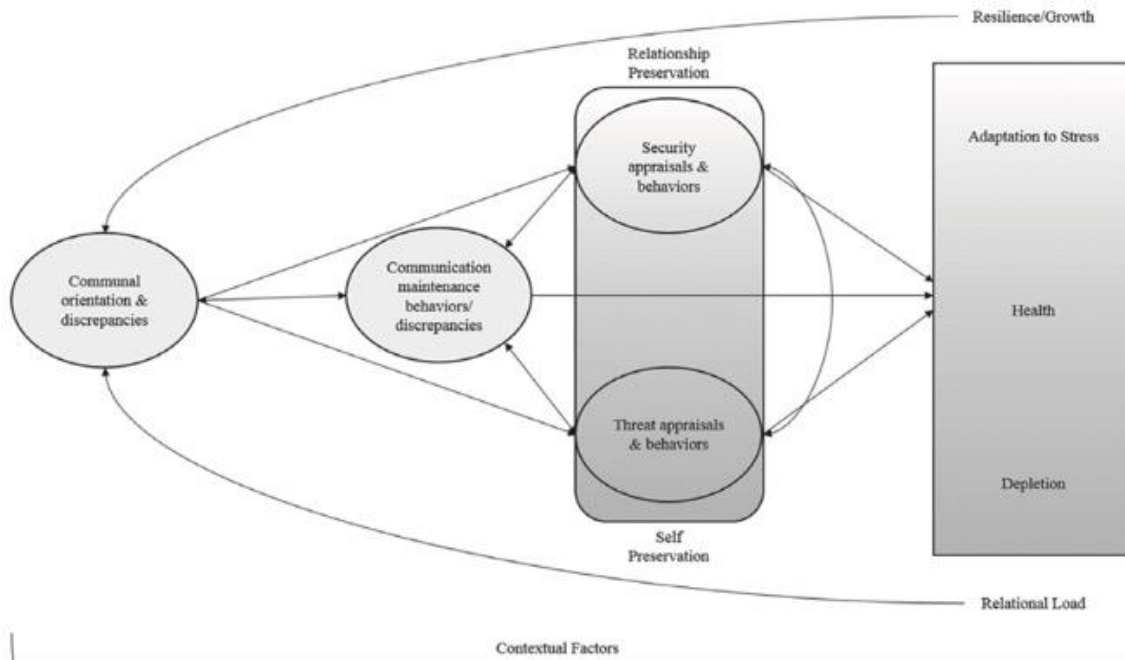 Resilience/Growth
Relationship
Preservation
Security
appraisals &
behaviors
Adaptation to Stress
Communal
orientation &
discrepancies
Communication
maintenance
behaviors/
discrepancies
Health
Threat appraisals
& behaviors
Depletion
Self
Preservation
Relational Load
Contextual Factors